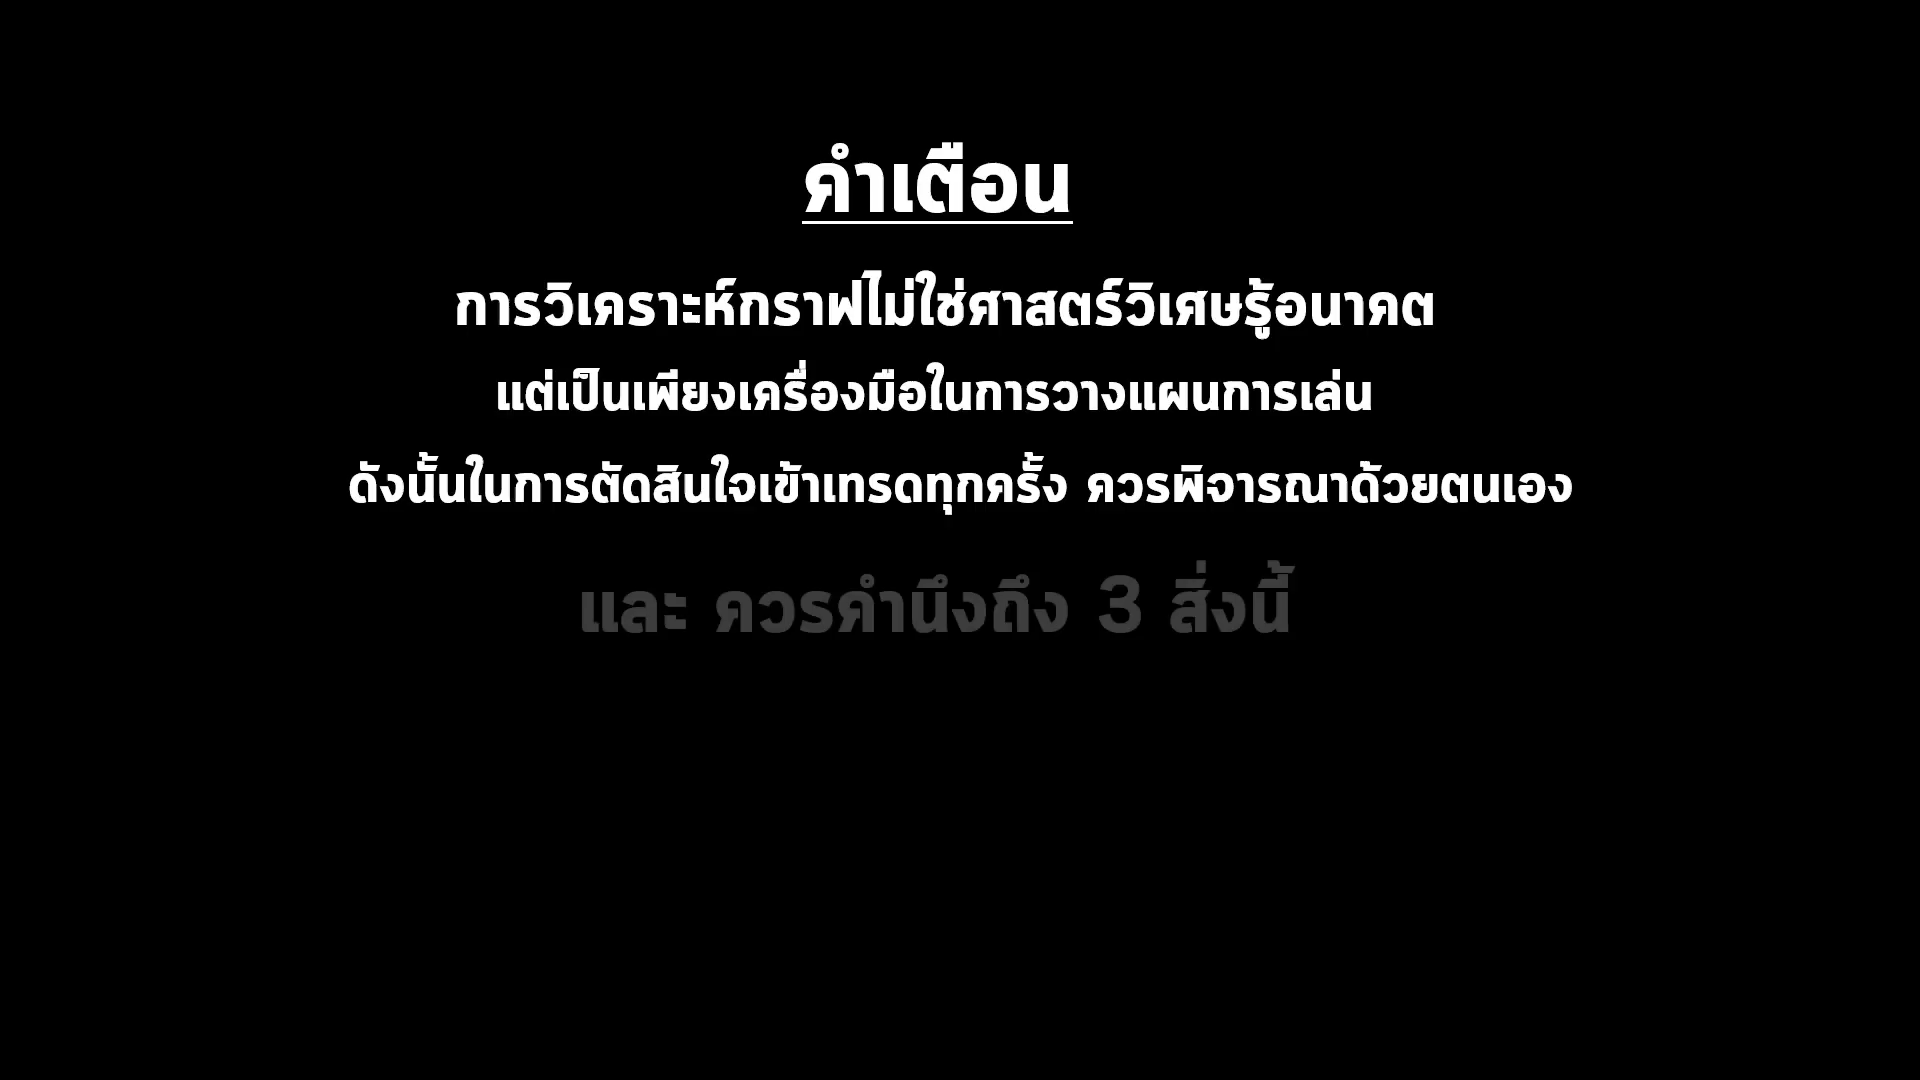 คำเตือน
การวิเคราะห์กราฟไม่ใช่ศาสตร์วิเศษรู้อนาคต
แต่เป็นเพียงเครื่องมือในการวางแผนการเล่น
ดังนั้นในการตัดสินใจเข้าเทรดทุกครั้ง ควรพิจารณาด้วยตนเอง
และ ควรคำนึงถึง 3 สิ่งนี้